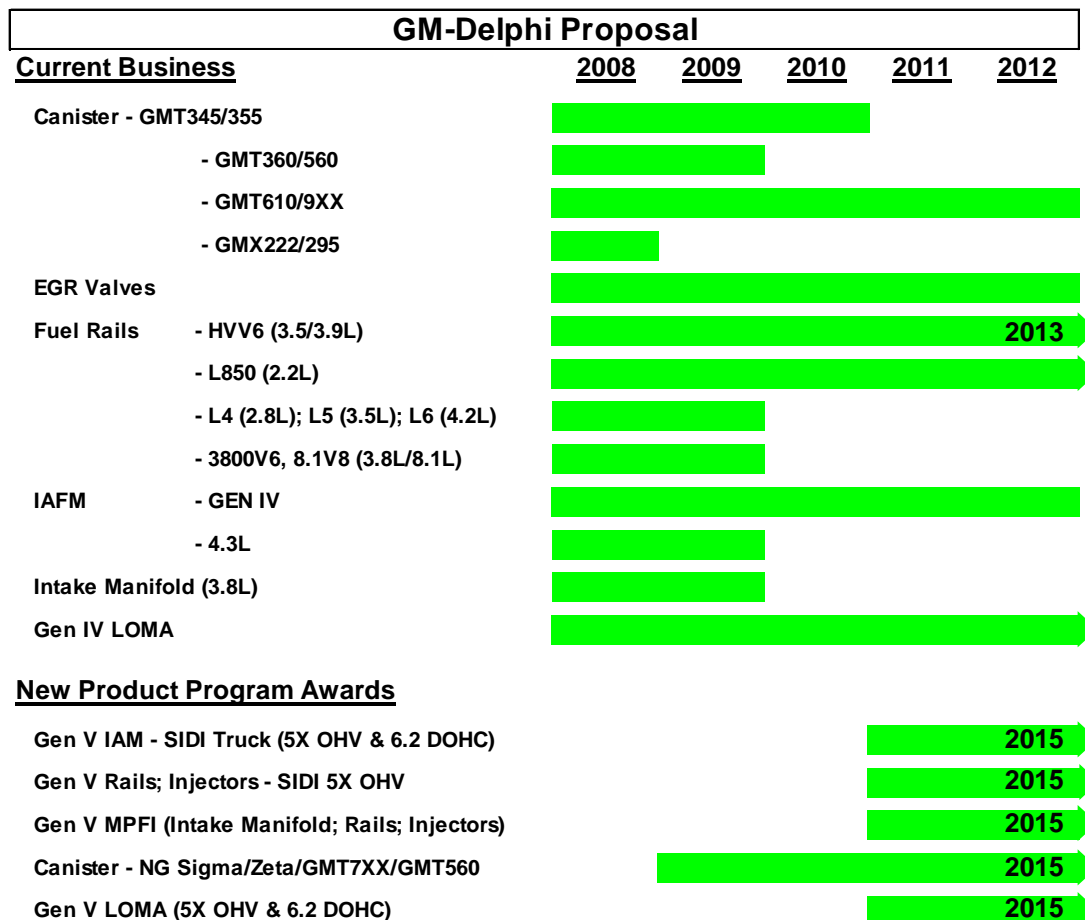 GM-Delphi Proposal
Current Business 2008 2009 2010 2011 2012
Canister - GMT345/355
- GMT360/560
- GMT610/9XX
- GMX222/295
EGR Valves
Fuel Rails - HVV6 (3.5/3.9L) 2013
- L850 (2.2L)
- L4 (2.8L); L5 (3.5L); L6 (4.2L)
- 3800V6, 8.1V8 (3.8L/8.1L)
IAFM - GEN IV
- 4.3L
Intake Manifold (3.8L)
Gen IV LOMA
New Product Program Awards
Gen V IAM - SIDI Truck (5X OHV & 6.2 DOHC) 2015
Gen V Rails; Injectors - SIDI 5X OHV 2015
Gen V MPFI (Intake Manifold; Rails; Injectors) 2015
Canister - NG Sigma/Zeta/GMT7XX/GMT560 2015
Gen V LOMA (5X OHV & 6.2 DOHC) 2015